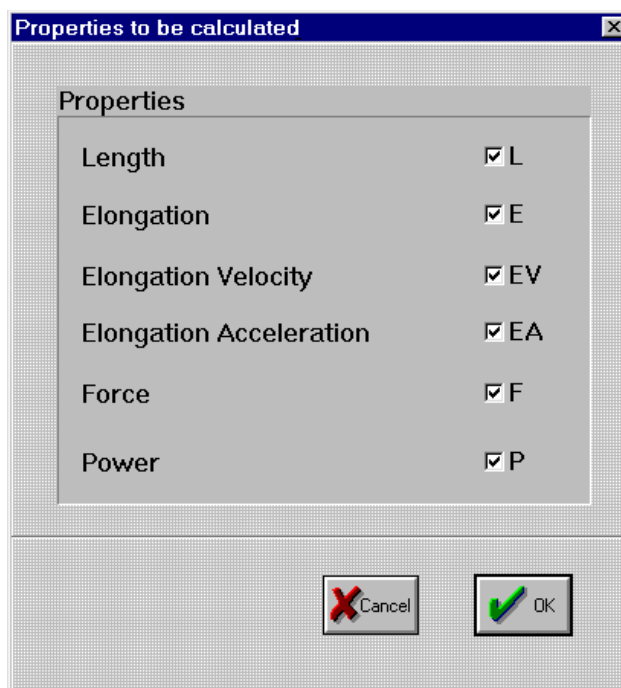 Properties to be calculated
Properties
Length L
Elongation E
Elongation Velocity EV
Elongation Acceleration EA
Force F
Power P
Cancel OK